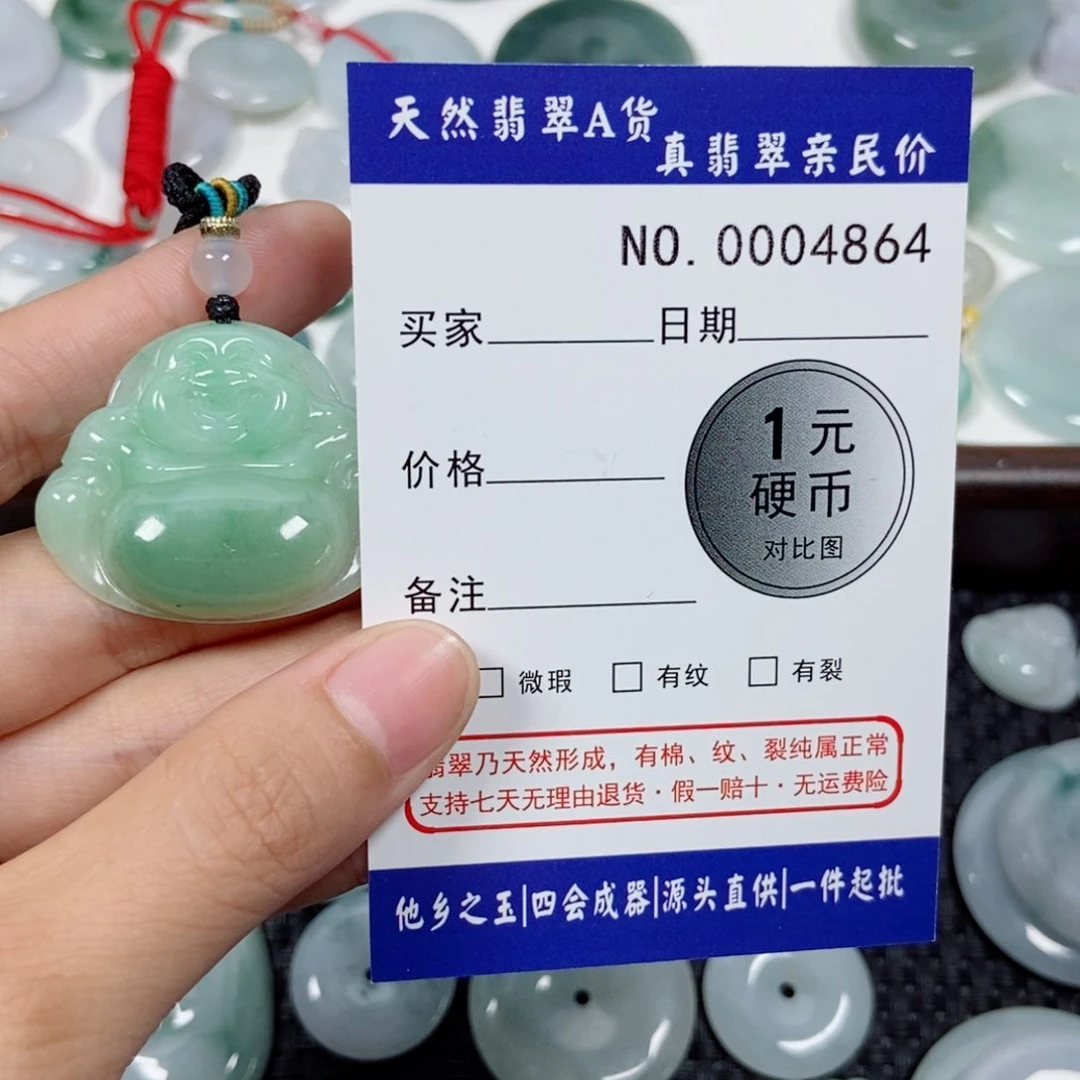 天然翡翠A货
真翡翠亲民价
NO. 0004864
买家 日期
1元
硬币
对比图
价格
备注
微瑕 有纹 有裂
翡翠乃天然形成，有棉、纹、裂纯属正常
支持七天无理由退货·假一赔十·无运费险
他乡之玉|四会成器|源头直供|一件起批